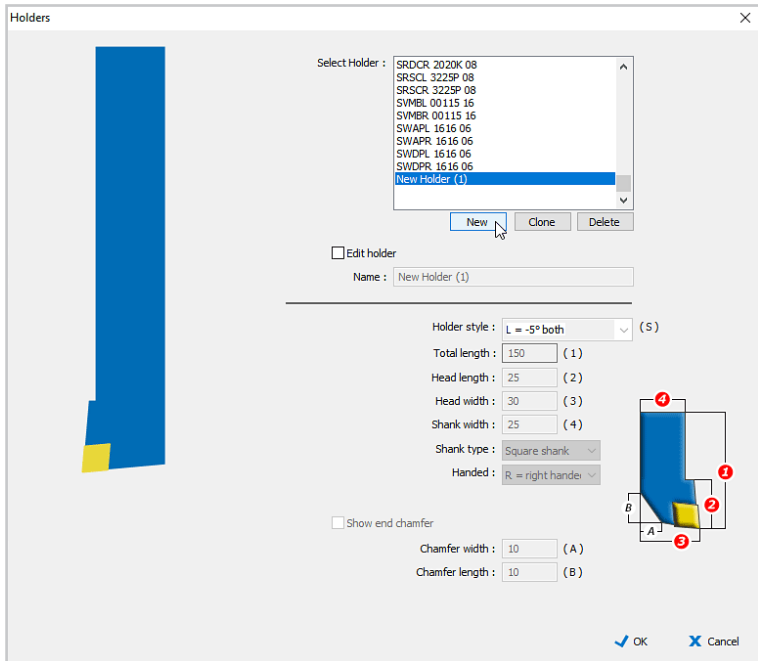 Holders
Select Holder :
SRDCR 2020K 08
SRSCL 3225P 08
SRSCR 3225P 08
SVMBL 00115 16
SVMBR 00115 16
SWAPL 1616 06
SWAPR 1616 06
SWDPL 1616 06
SWDPR 1616 06
New Holder (1)
New Clone Delete
Edit holder
Name : New Holder (1)
Holder style : L = -5° both (S)
Total length : 150 (1)
Head length : 25 (2)
Head width : 30 (3)
Shank width : 25 (4)
Shank type : Square shank
Handed : R = right hande
4
1
2
B
A
3
Show end chamfer
Chamfer width : 10 (A)
Chamfer length : 10 (B)
OK Cancel